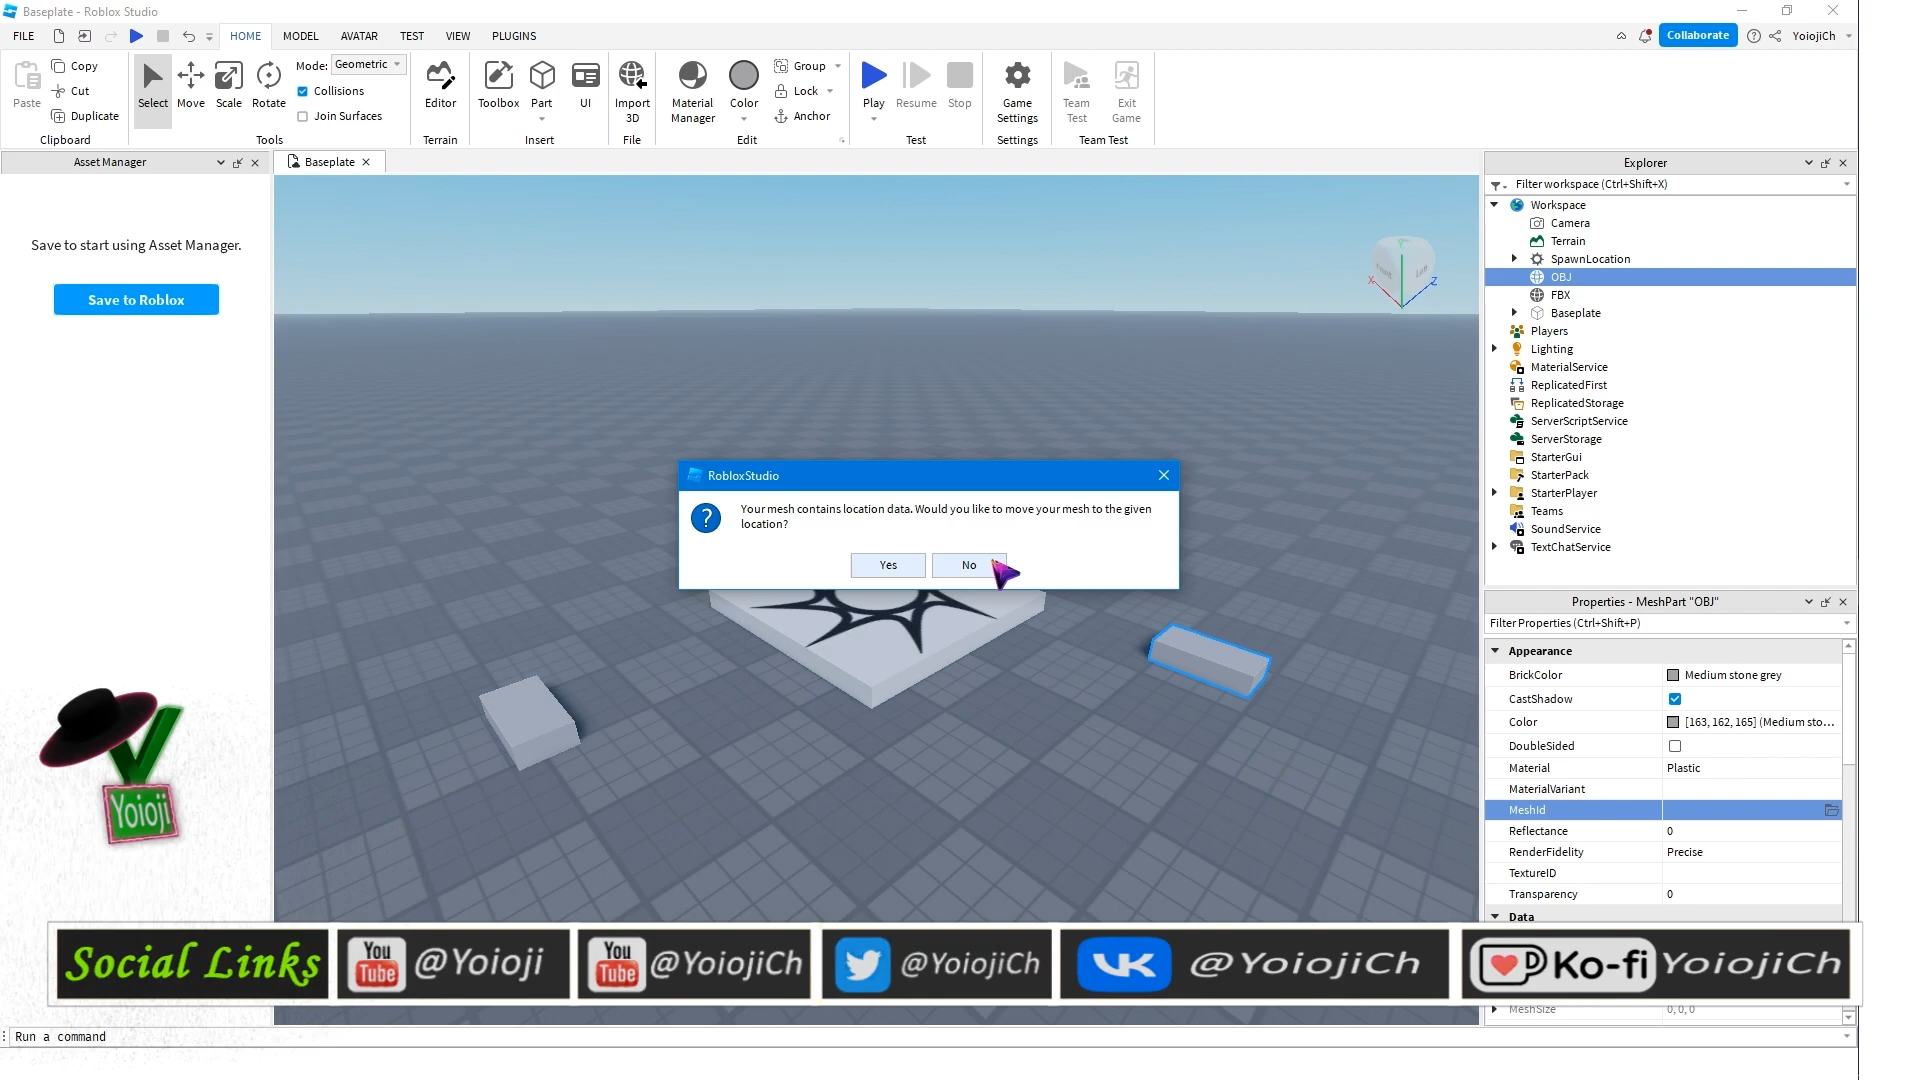 Baseplate - Roblox Studio
FILE
HOME
MODEL
AVATAR
TEST
VIEW
PLUGINS
Collaborate
YoiojiCh
Paste
Copy
Cut
Duplicate
Clipboard
Select
Move
Scale
Rotate
Mode: Geometric
Collisions
Join Surfaces
Tools
Editor
Terrain
Toolbox
Part
UI
Insert
Import
3D
File
Material
Manager
Color
Group
Lock
Anchor
Edit
Play
Resume
Stop
Test
Game
Settings
Settings
Team
Test
Exit
Game
Team Test
Asset Manager
Baseplate
Save to start using Asset Manager.
Save to Roblox
Y
X
Z
Front
Left
RobloxStudio
?
Your mesh contains location data. Would you like to move your mesh to the given
location?
Yes
No
Explorer
Filter workspace (Ctrl+Shift+X)
Workspace
Camera
Terrain
SpawnLocation
OBJ
FBX
Baseplate
Players
Lighting
MaterialService
ReplicatedFirst
ReplicatedStorage
ServerScriptService
ServerStorage
StarterGui
StarterPack
StarterPlayer
Teams
SoundService
TextChatService
Properties - MeshPart "OBJ"
Filter Properties (Ctrl+Shift+P)
Appearance
BrickColor Medium stone grey
CastShadow
Color [163, 162, 165] (Medium sto...
DoubleSided
Material Plastic
MaterialVariant
MeshId
Reflectance 0
RenderFidelity Precise
TextureID
Transparency 0
Data
MeshSize 0, 0, 0
Yoioji
Social Links
You Tube @Yoioji
You Tube @YoiojiCh
@YoiojiCh
VK @YoiojiCh
Ko-fi YoiojiCh
Run a command